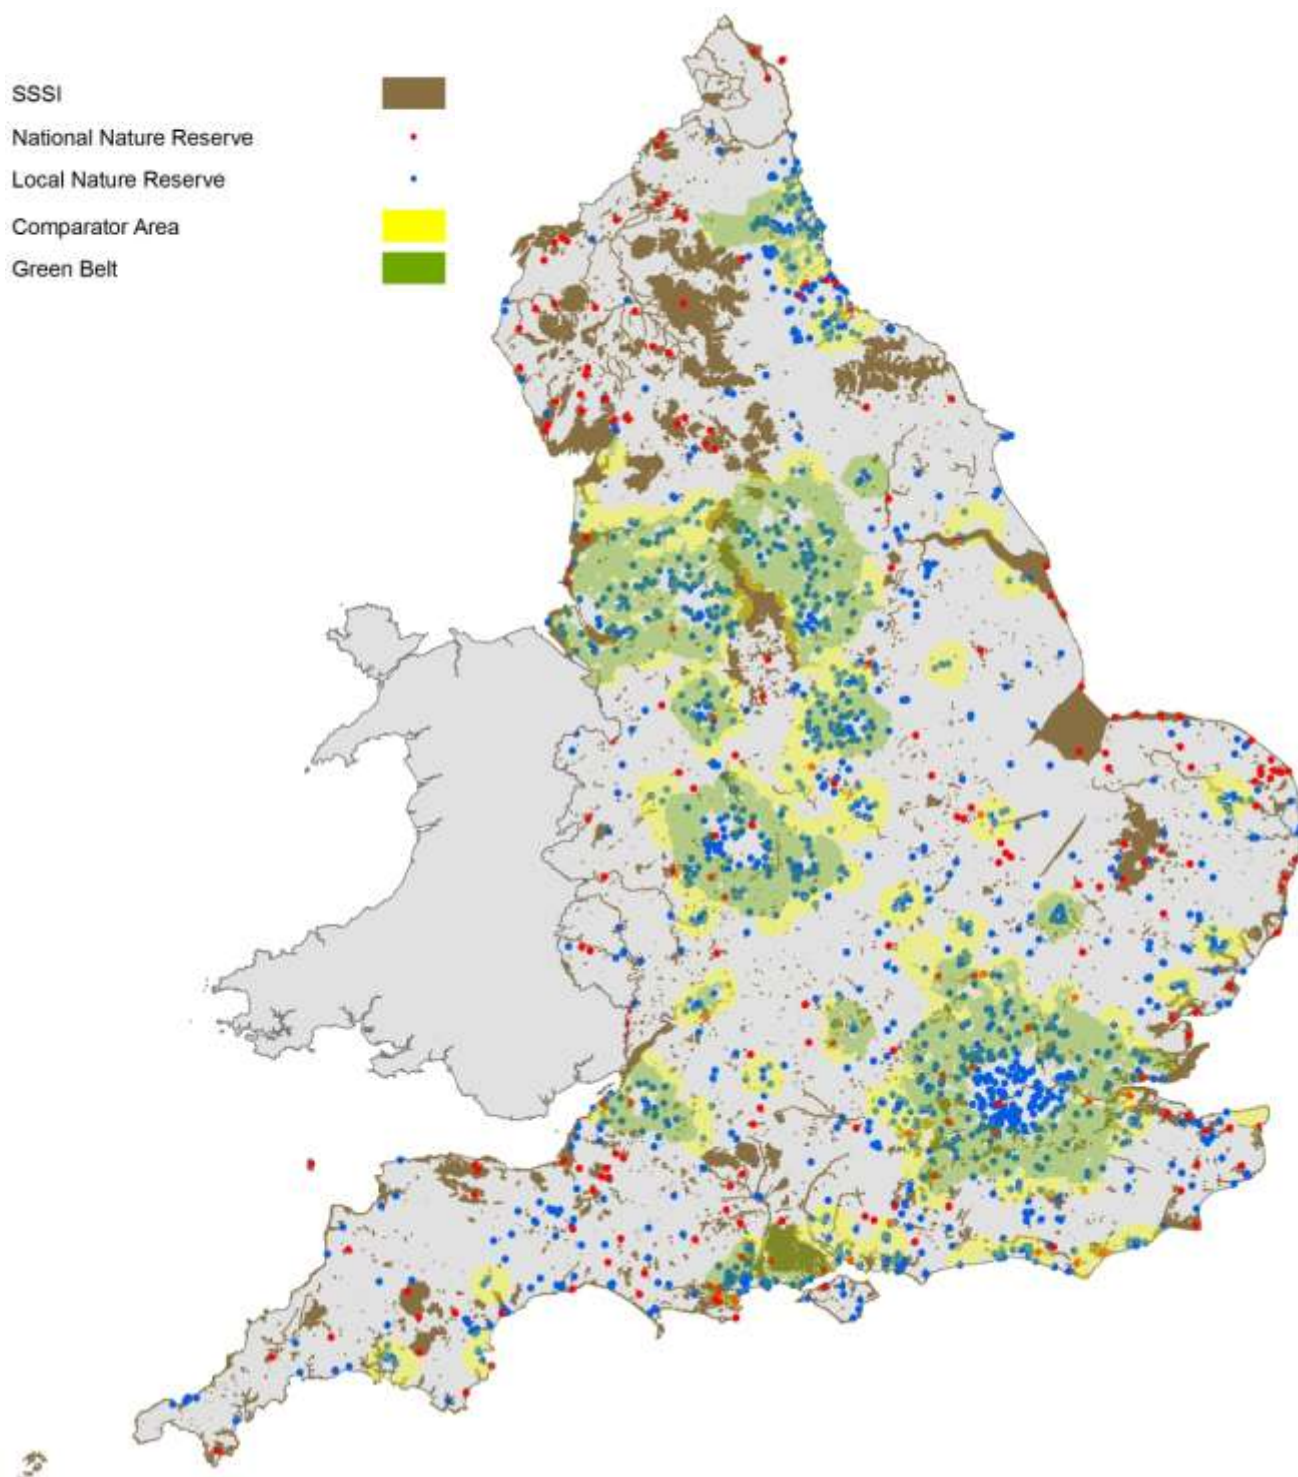 SSSI
National Nature Reserve
Local Nature Reserve
Comparator Area
Green Belt